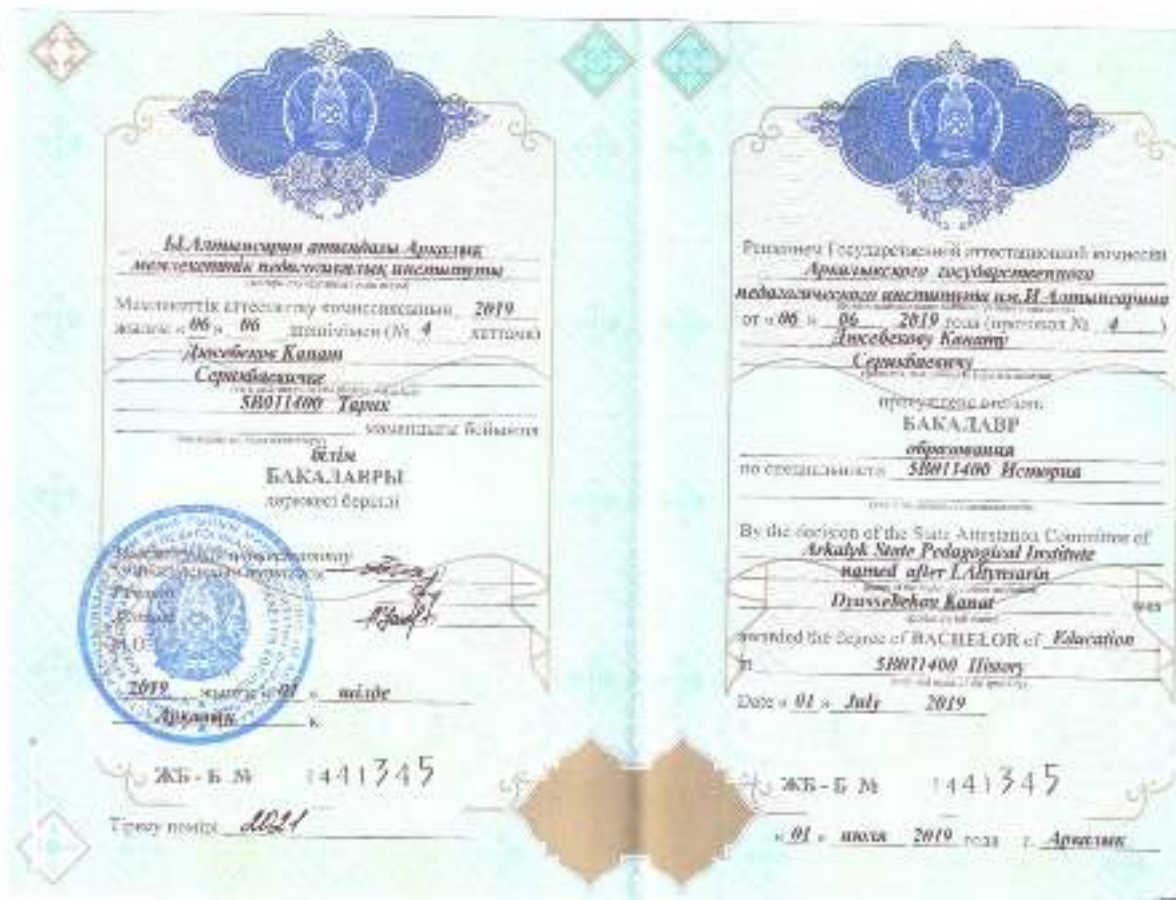 Ы.Алтынсарин атындағы Арқалық
мемлекеттік педагогикалық институты
Мемлекеттік аттестаттау комиссиясының 2019
жылғы « 06 » 06 шешімімен (№ 4 хаттама)
Дюсебеков Канат
Серикбаевичке
5В011400 Тарих
мамандығы бойынша
білім
БАКАЛАВРЫ
дәрежесі берілді
2019 жылғы « 01 » шілде
Арқалық қ.
ЖБ - Б № 1441345
Тіркеу нөмірі 2021
Решением Государственной аттестационной комиссии
Аркалыкского государственного
педагогического института им.И.Алтынсарина
от « 06 » 06 2019 года (протокол № 4 )
Дюсебекову Канату
Серикбаевичу
присуждена степень
БАКАЛАВР
образования
по специальности 5В011400 История
By the decision of the State Attestation Committee of
Arkalyk State Pedagogical Institute
named after I.Altynsarin
Dyussebekov Kanat was
awarded the degree of BACHELOR of Education
in 5B011400 History
Date « 01 » July 2019
ЖБ - Б № 1441345
« 01 » июля 2019 года г. Аркалык